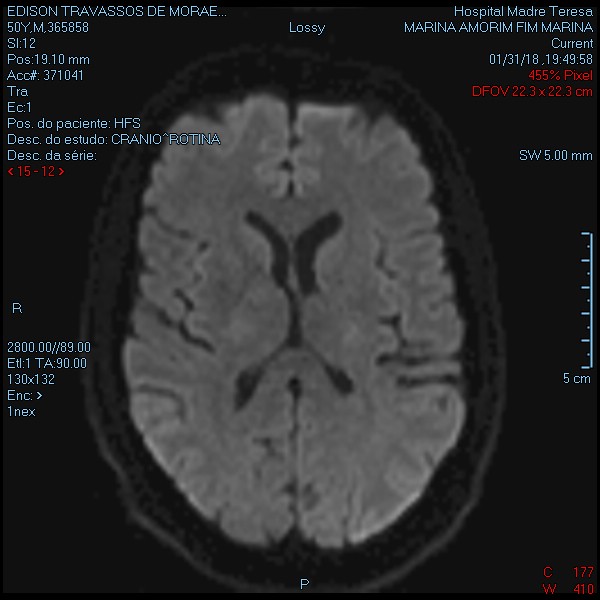 EDISON TRAVASSOS DE MORAE...
50Y,M,365858
Sl:12
Pos:19.10 mm
Acc#: 371041
Tra
Ec:1
Pos. do paciente: HFS
Desc. do estudo: CRANIO^ROTINA
Desc. da série:
< 15 - 12 >
Lossy
Hospital Madre Teresa
MARINA AMORIM FIM MARINA
Current
01/31/18 ,19:49:58
455% Pixel
DFOV 22.3 x 22.3 cm
SW 5.00 mm
R
5 cm
2800.00//89.00
Etl:1 TA:90.00
130x132
Enc: >
1nex
P
C 177
W 410